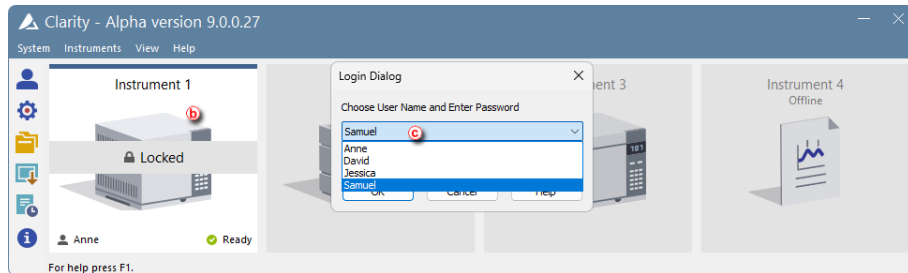 Clarity - Alpha version 9.0.0.27
System Instruments View Help
Instrument 1
b
Locked
Anne
Ready
Login Dialog
Choose User Name and Enter Password
Samuel
c
Anne
David
Jessica
Samuel
OK Cancel Help
ent 3
101
Instrument 4
Offline
For help press F1.